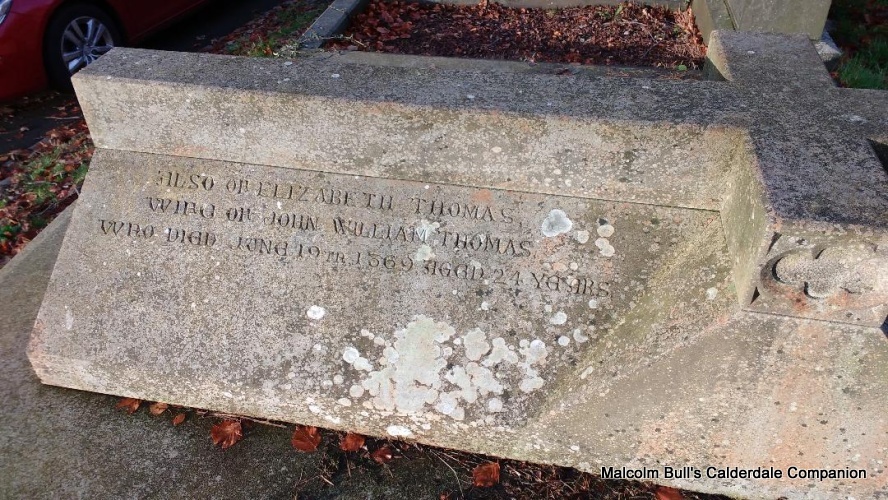 ALSO OF ELIZABETH THOMAS
WIFE OF JOHN WILLIAM THOMAS
WHO DIED JUNE 19TH 1869 AGED 24 YEARS
Malcolm Bull's Calderdale Companion